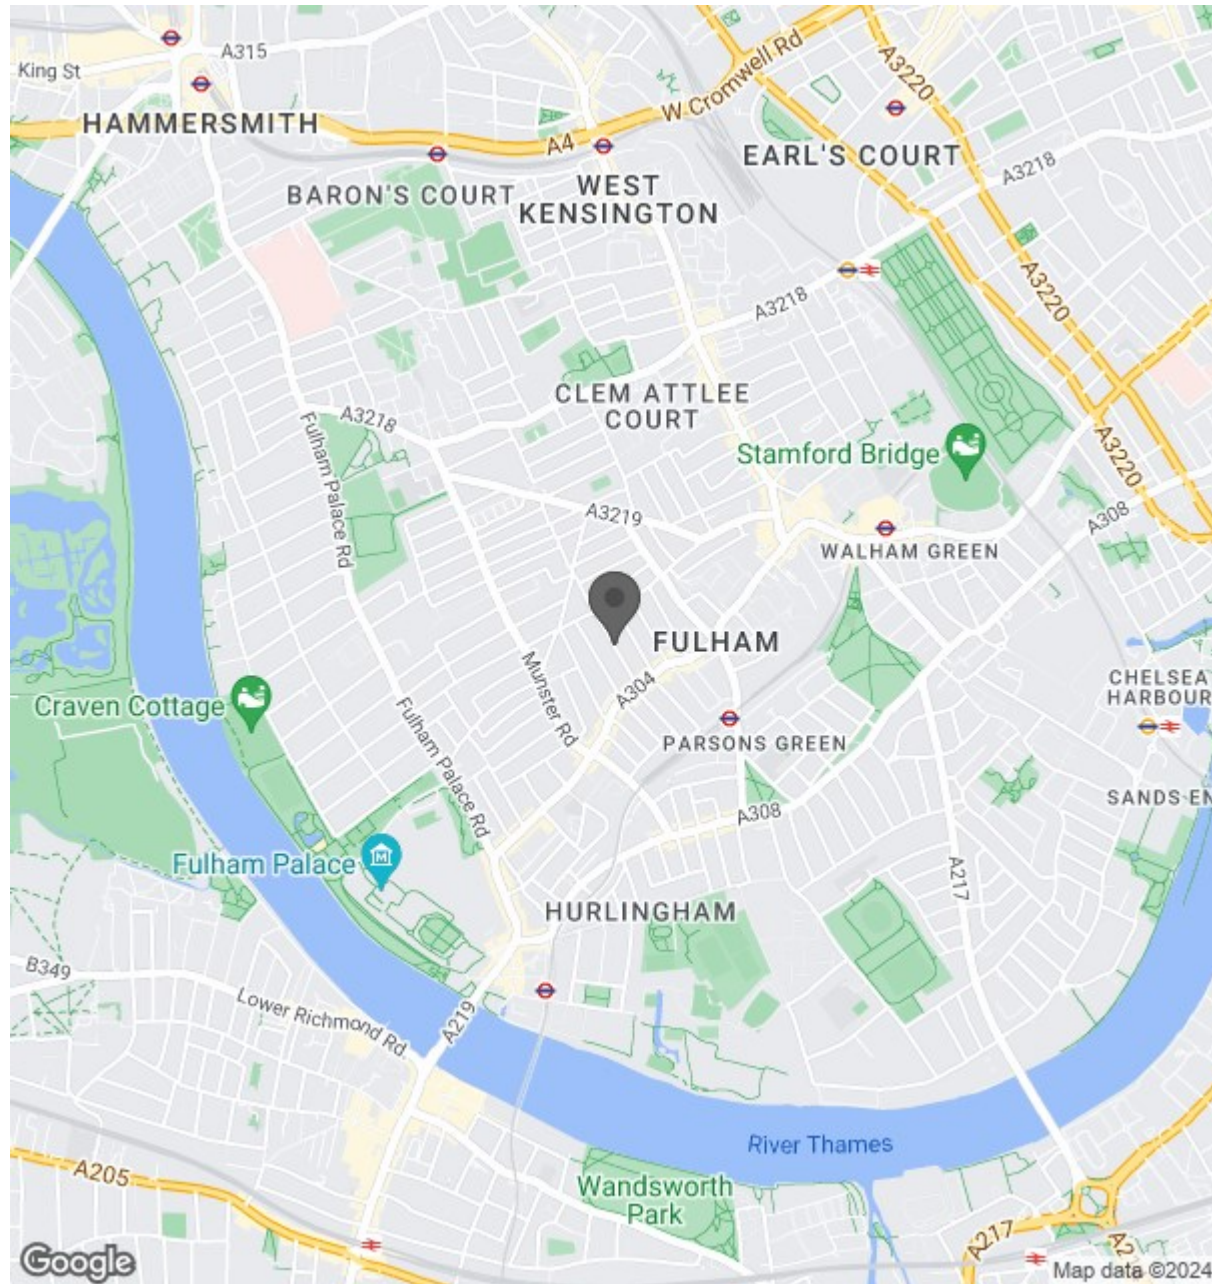 A315
King St
W Cromwell Rd
A3220
HAMMERSMITH
A4
EARL'S COURT
A3218
BARON'S COURT
WEST
KENSINGTON
A3220
A3218
CLEM ATTLEE
COURT
A3218
Fulham Palace Rd
Stamford Bridge
A3220
A3219
A308
WALHAM GREEN
FULHAM
Munster Rd
A304
Craven Cottage
CHELSEA
HARBOUR
Fulham Palace Rd
PARSONS GREEN
A308
SANDS EN
Fulham Palace
M
A217
HURLINGHAM
B349
Lower Richmond Rd.
A219
River Thames
A205
Wandsworth
Park
A217
Google
Map data ©2024